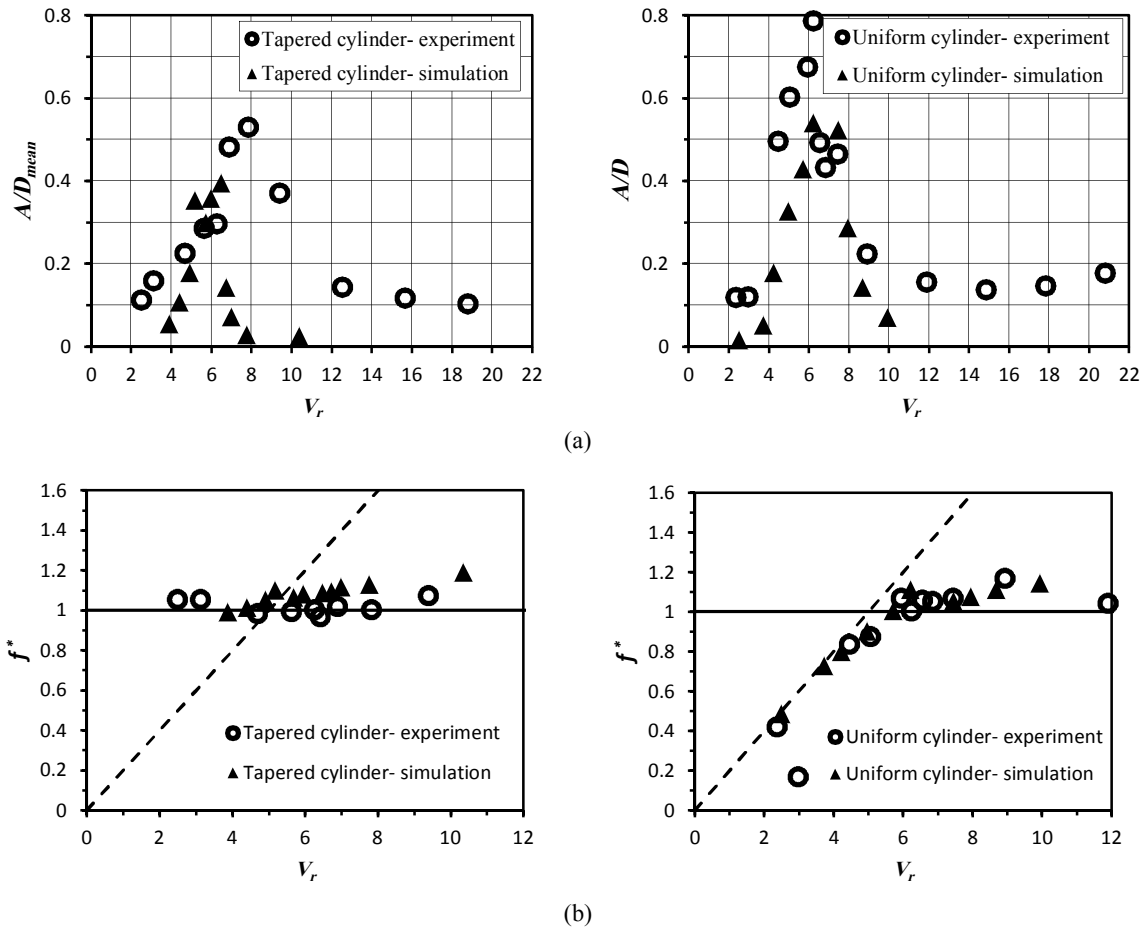 0.8
0.6
0.4
0.2
0
A/D_mean
Tapered cylinder- experiment
Tapered cylinder- simulation
0 2 4 6 8 10 12 14 16 18 20 22
V_r
0.8
0.6
0.4
0.2
0
A/D
Uniform cylinder- experiment
Uniform cylinder- simulation
0 2 4 6 8 10 12 14 16 18 20 22
V_r
(a)
1.6
1.4
1.2
1
0.8
0.6
0.4
0.2
0
f*
Tapered cylinder- experiment
Tapered cylinder- simulation
0 2 4 6 8 10 12
V_r
1.6
1.4
1.2
1
0.8
0.6
0.4
0.2
0
f*
Uniform cylinder- experiment
Uniform cylinder- simulation
0 2 4 6 8 10 12
V_r
(b)